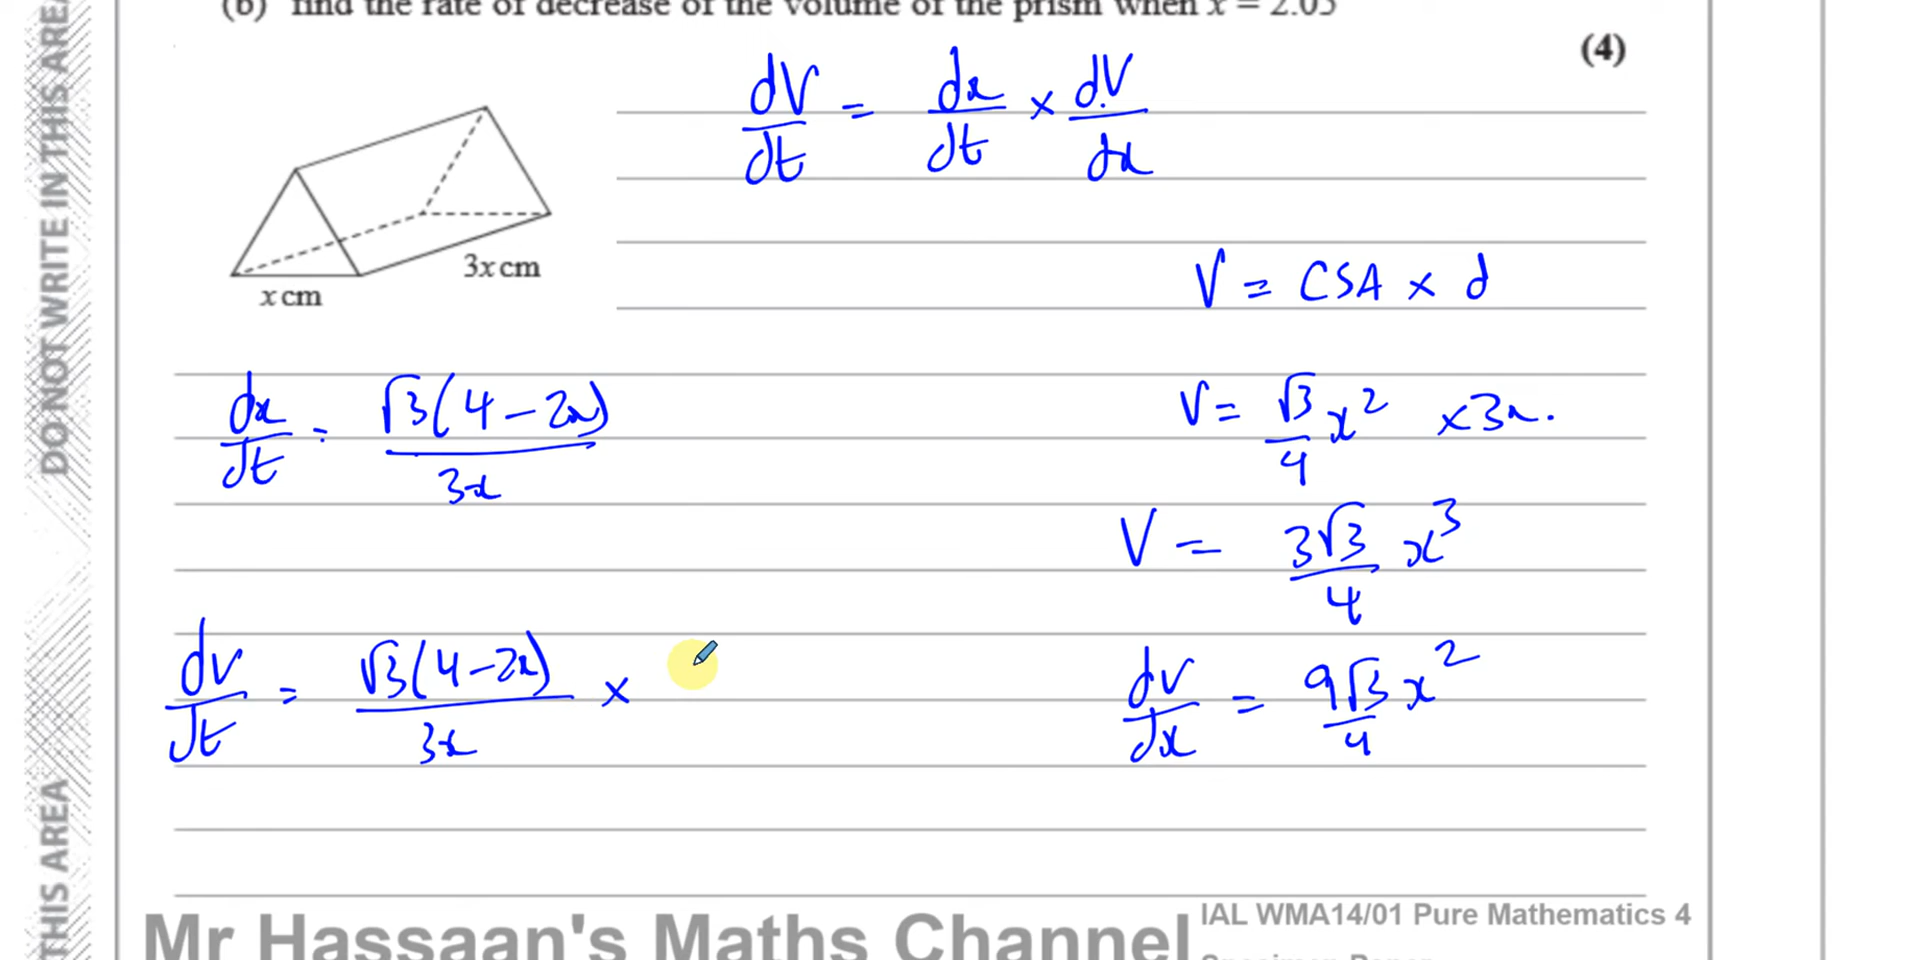 (b) find the rate of decrease of the volume of the prism when x = 2.05
(4)
dV/dt = dx/dt × dV/dx
3x cm
x cm
V = CSA × d
dx/dt = √3(4-2x)/3x
V = √3/4 x² ×3x.
V = 3√3/4 x³
dv/dt = √3(4-2x)/3x ×
dv/dx = 9√3/4 x²
DO NOT WRITE IN THIS AREA
THIS AREA
Mr Hassaan's Maths Channel
IAL WMA14/01 Pure Mathematics 4
Specimen Paper